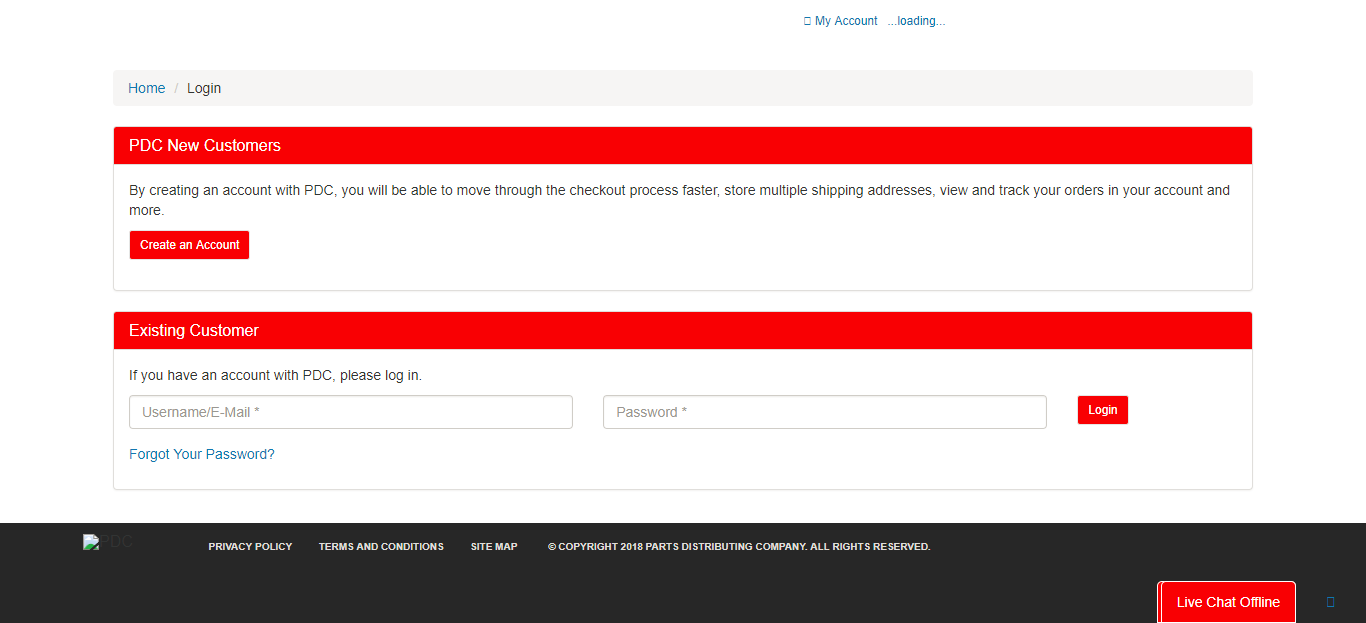 My Account ...loading...
Home / Login
PDC New Customers
By creating an account with PDC, you will be able to move through the checkout process faster, store multiple shipping addresses, view and track your orders in your account and
more.
Create an Account
Existing Customer
If you have an account with PDC, please log in.
Username/E-Mail * Password * Login
Forgot Your Password?
PDC PRIVACY POLICY TERMS AND CONDITIONS SITE MAP © COPYRIGHT 2018 PARTS DISTRIBUTING COMPANY. ALL RIGHTS RESERVED.
Live Chat Offline